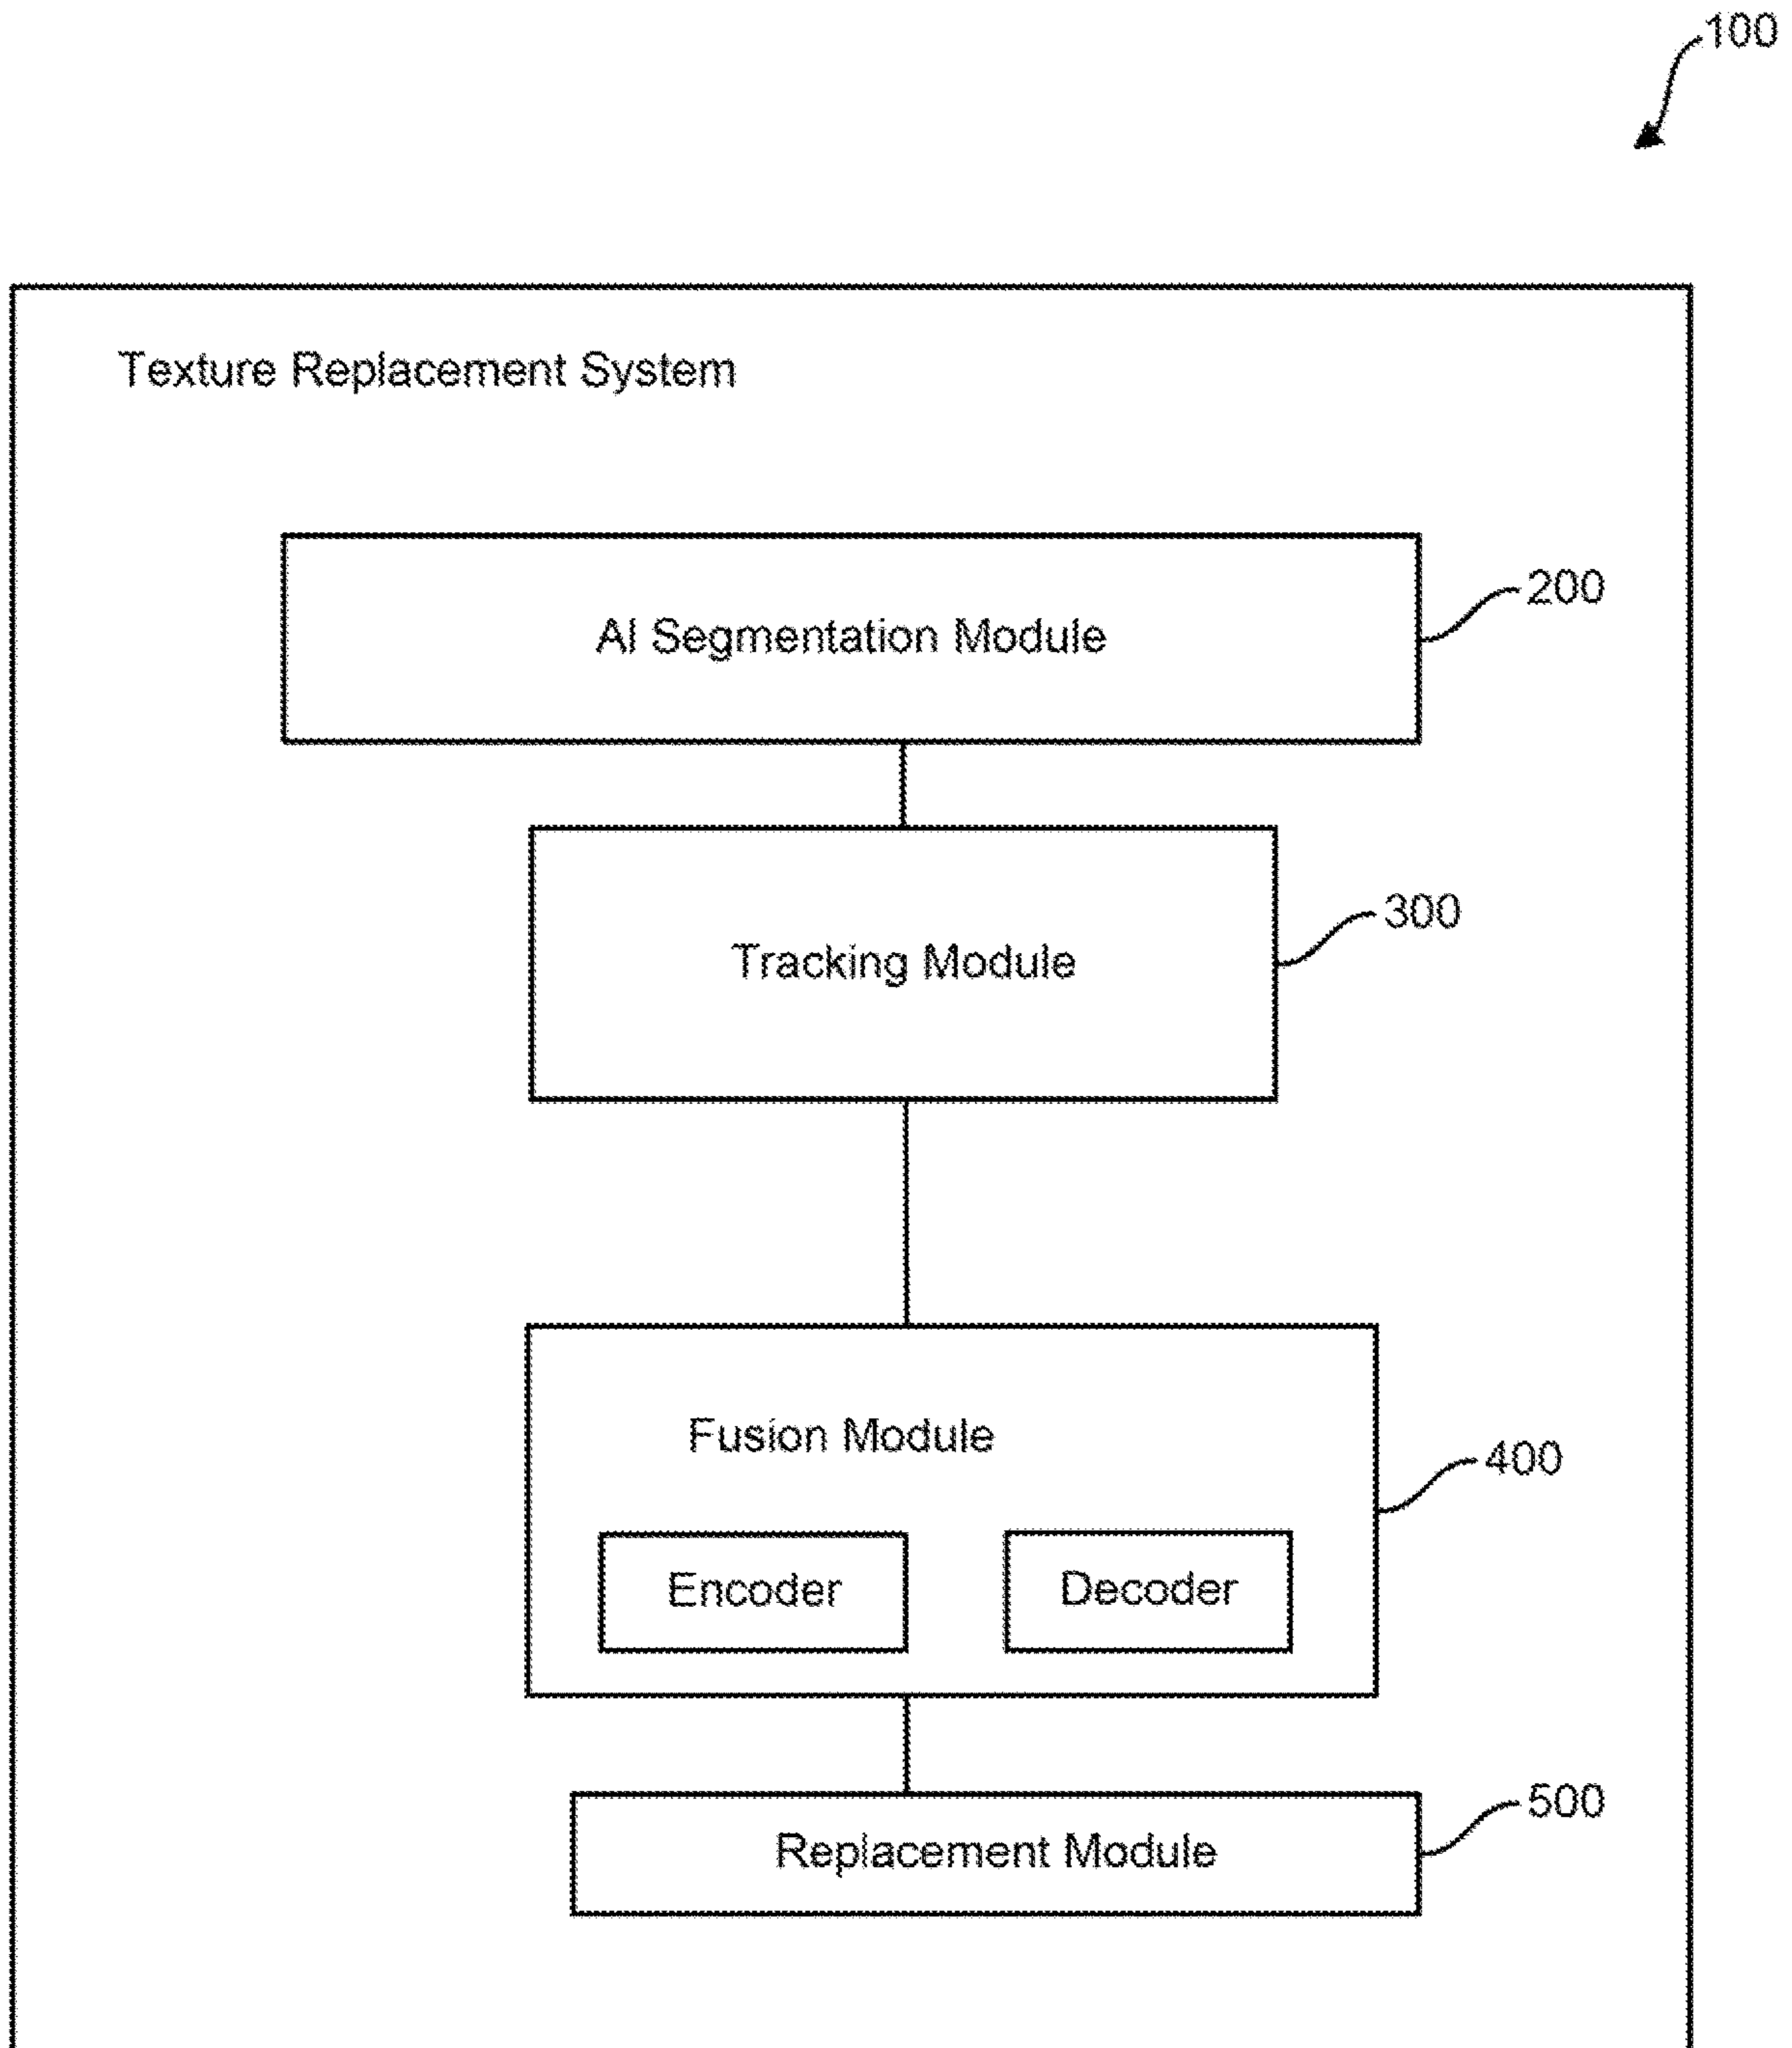 100
Texture Replacement System
AI Segmentation Module
200
Tracking Module
300
Fusion Module
400
Encoder
Decoder
Replacement Module
500